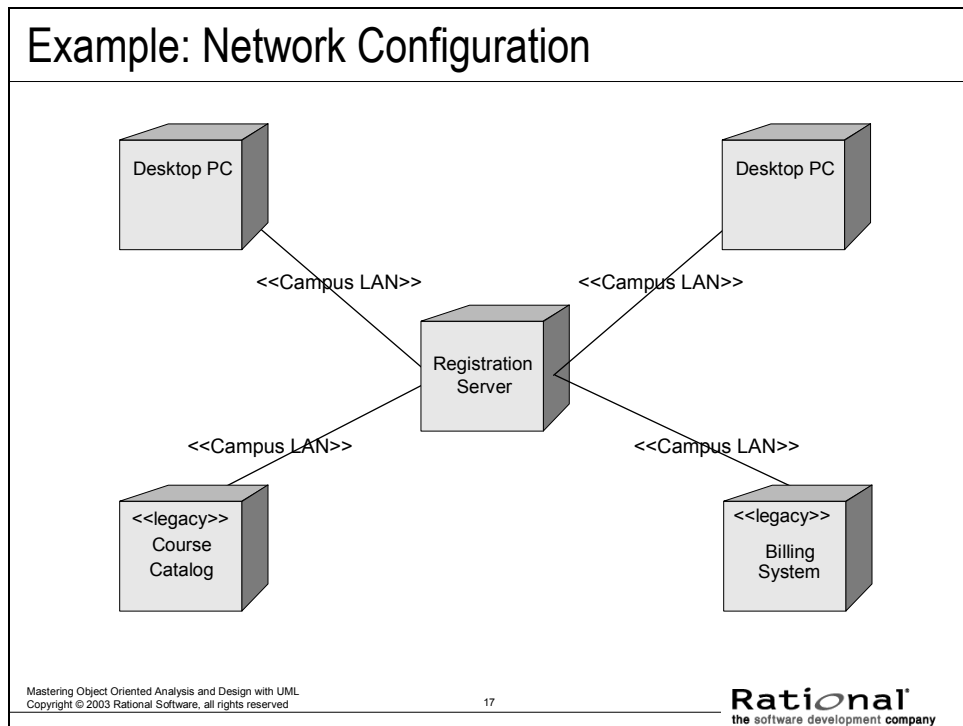 Example: Network Configuration
Desktop PC
Desktop PC
<<Campus LAN>>
<<Campus LAN>>
Registration
Server
<<Campus LAN>>
<<Campus LAN>>
<<legacy>>
Course
Catalog
<<legacy>>
Billing
System
Mastering Object Oriented Analysis and Design with UML
Copyright © 2003 Rational Software, all rights reserved
17
Rational
the software development company